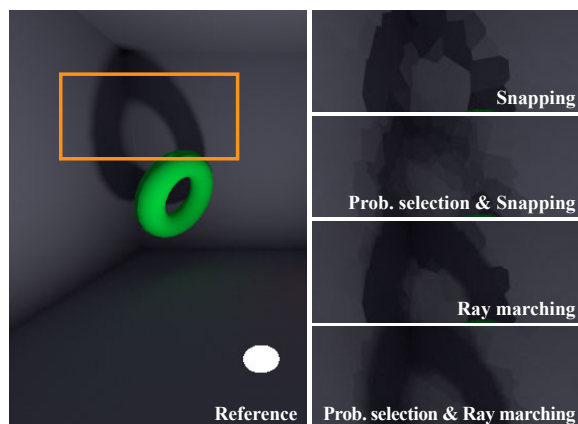 Snapping
Prob. selection & Snapping
Ray marching
Reference
Prob. selection & Ray marching